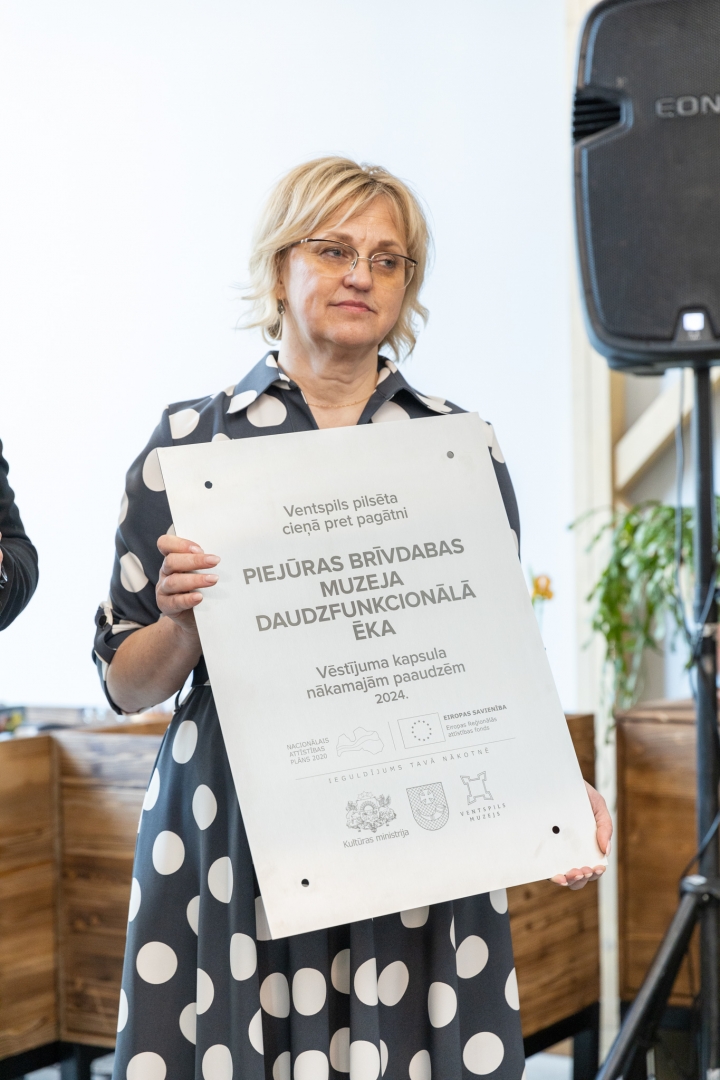 EON
Ventspils pilsēta
cieņā pret pagātni
PIEJŪRAS BRĪVDABAS
MUZEJA
DAUDZFUNKCIONĀLĀ
ĒKA
Vēstījuma kapsula
nākamajām paaudzēm
2024.
NACIONĀLAIS
ATTĪSTĪBAS
PLĀNS 2020
EIROPAS SAVIENĪBA
Eiropas Reģionālās
attīstības fonds
IEGULDĪJUMS TAVĀ NĀKOTNĒ
Kultūras ministrija
VENTSPILS
MUZEJS